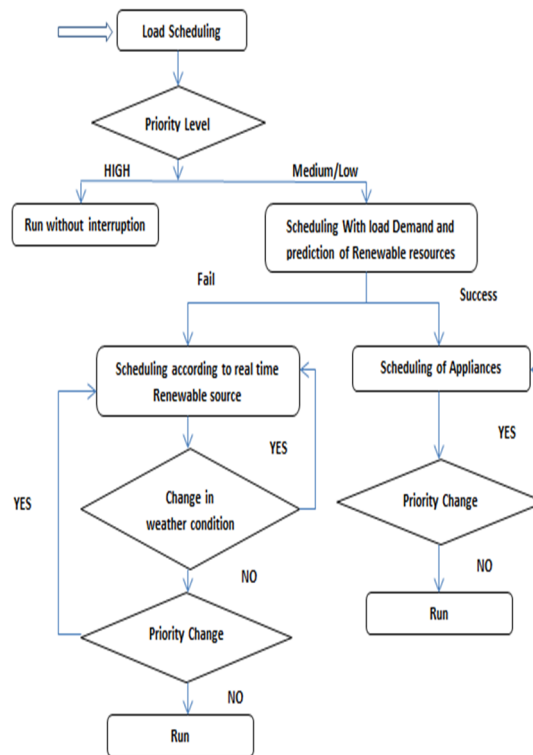 Load Scheduling
Priority Level
HIGH
Medium/Low
Run without interruption
Scheduling With load Demand and
prediction of Renewable resources
Fail
Success
Scheduling according to real time
Renewable source
Scheduling of Appliances
YES
YES
YES
Change in
weather condition
Priority Change
NO
NO
Priority Change
Run
NO
Run